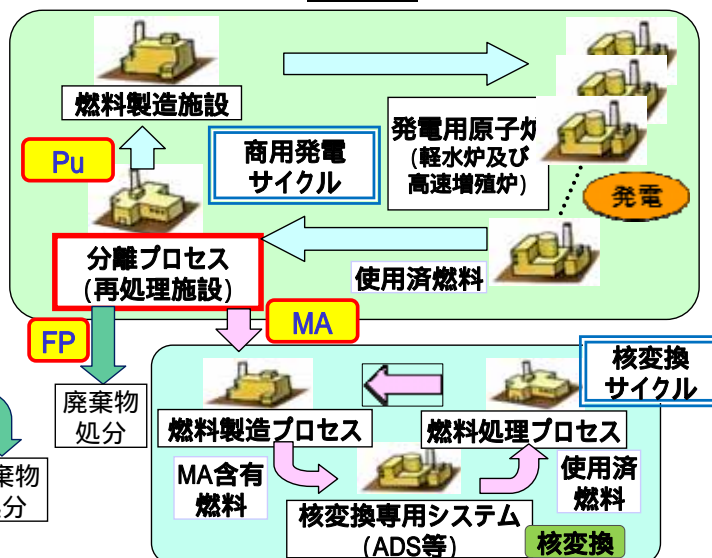 燃料製造施設
発電用原子炉
(軽水炉及び
高速増殖炉)
Pu
商用発電
サイクル
発電
分離プロセス
(再処理施設)
使用済燃料
FP
MA
核変換
サイクル
廃棄物
処分
燃料製造プロセス
燃料処理プロセス
MA含有
燃料
使用済
燃料
棄物
処分
核変換専用システム
(ADS等)
核変換